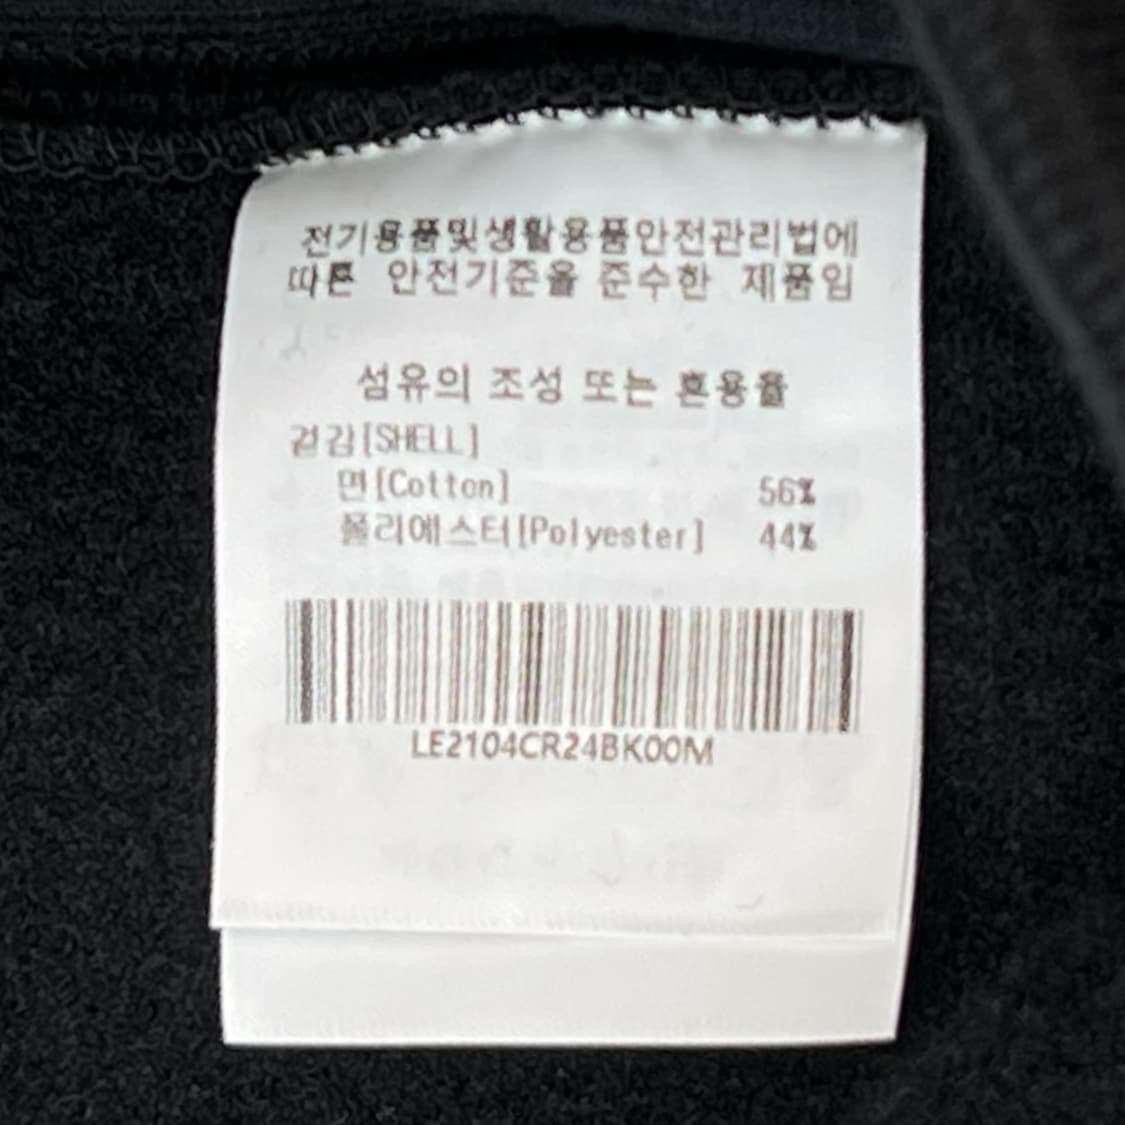 전기용품및생활용품안전관리법에
따른 안전기준을 준수한 제품임
섬유의 조성 또는 혼용율
겉감[SHELL]
면[Cotton] 56%
폴리에스터[Polyester] 44%
LE2104CR24BK00M